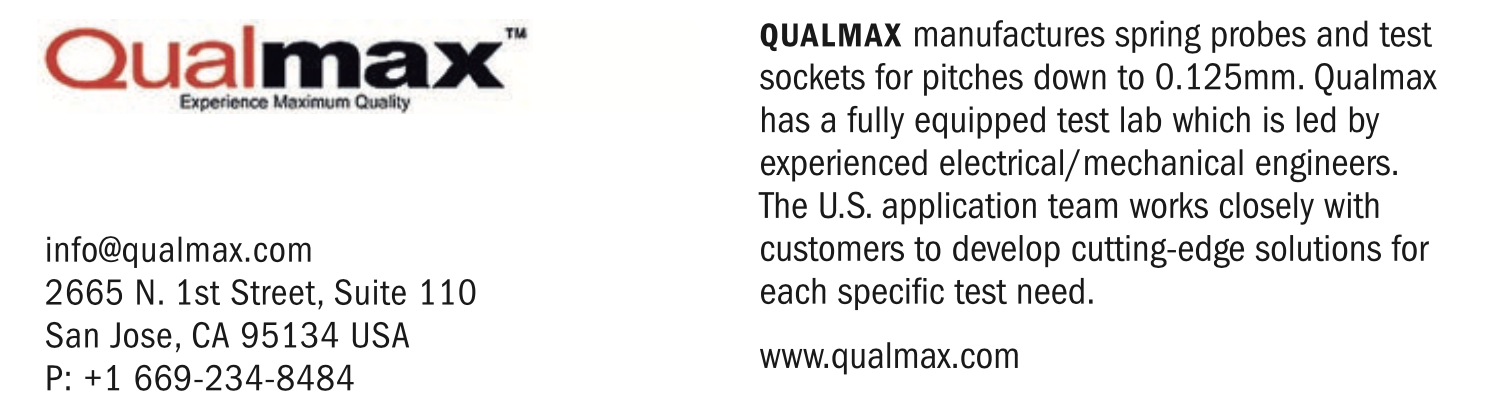 Qualmax™
Experience Maximum Quality
info@qualmax.com
2665 N. 1st Street, Suite 110
San Jose, CA 95134 USA
P: +1 669-234-8484
QUALMAX manufactures spring probes and test
sockets for pitches down to 0.125mm. Qualmax
has a fully equipped test lab which is led by
experienced electrical/mechanical engineers.
The U.S. application team works closely with
customers to develop cutting-edge solutions for
each specific test need.
www.qualmax.com